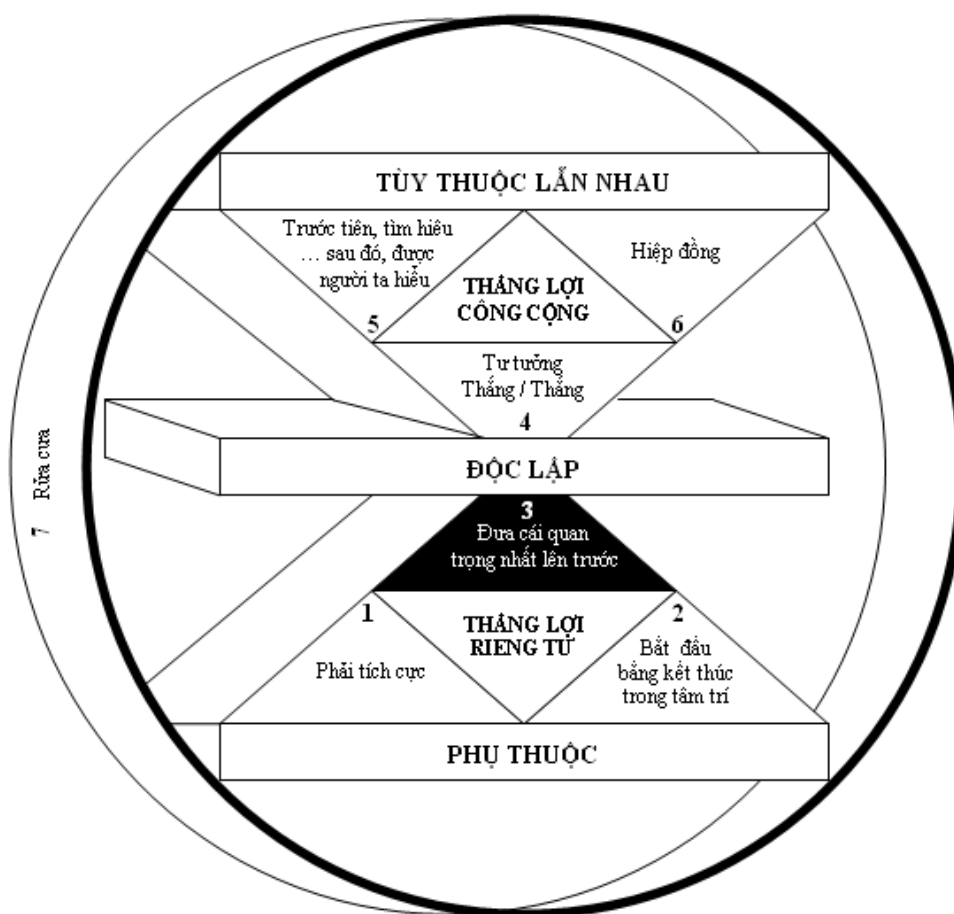 TÙY THUỘC LẪN NHAU
Trước tiên, tìm hiểu
… sau đó, được
người ta hiểu
Hiệp đồng
THẮNG LỢI
CÔNG CỘNG
5
6
Tư tưởng
Thắng / Thắng
4
ĐỘC LẬP
7 Rửa cưa
3
Đưa cái quan
trọng nhất lên trước
1
2
THẮNG LỢI
RIENG TƯ
Phải tích cực
Bắt đầu
bằng kết thúc
trong tâm trí
PHỤ THUỘC